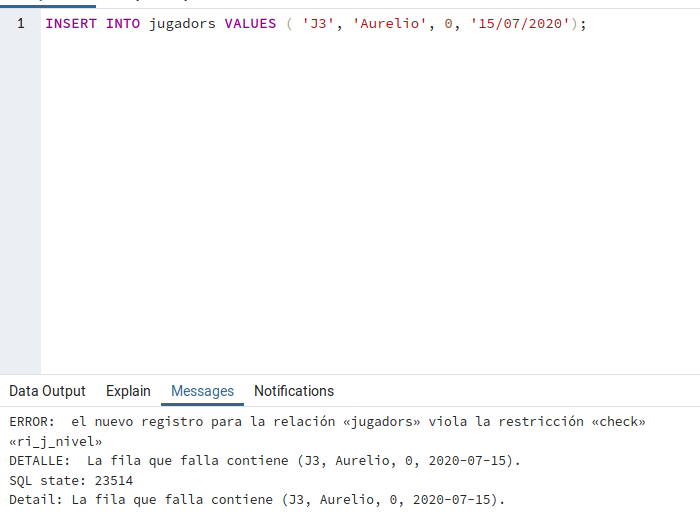 1 INSERT INTO jugadors VALUES ( 'J3', 'Aurelio', 0, '15/07/2020');
Data Output Explain Messages Notifications
ERROR:  el nuevo registro para la relación «jugadors» viola la restricción «check»
«ri_j_nivel»
DETALLE:  La fila que falla contiene (J3, Aurelio, 0, 2020-07-15).
SQL state: 23514
Detail: La fila que falla contiene (J3, Aurelio, 0, 2020-07-15).